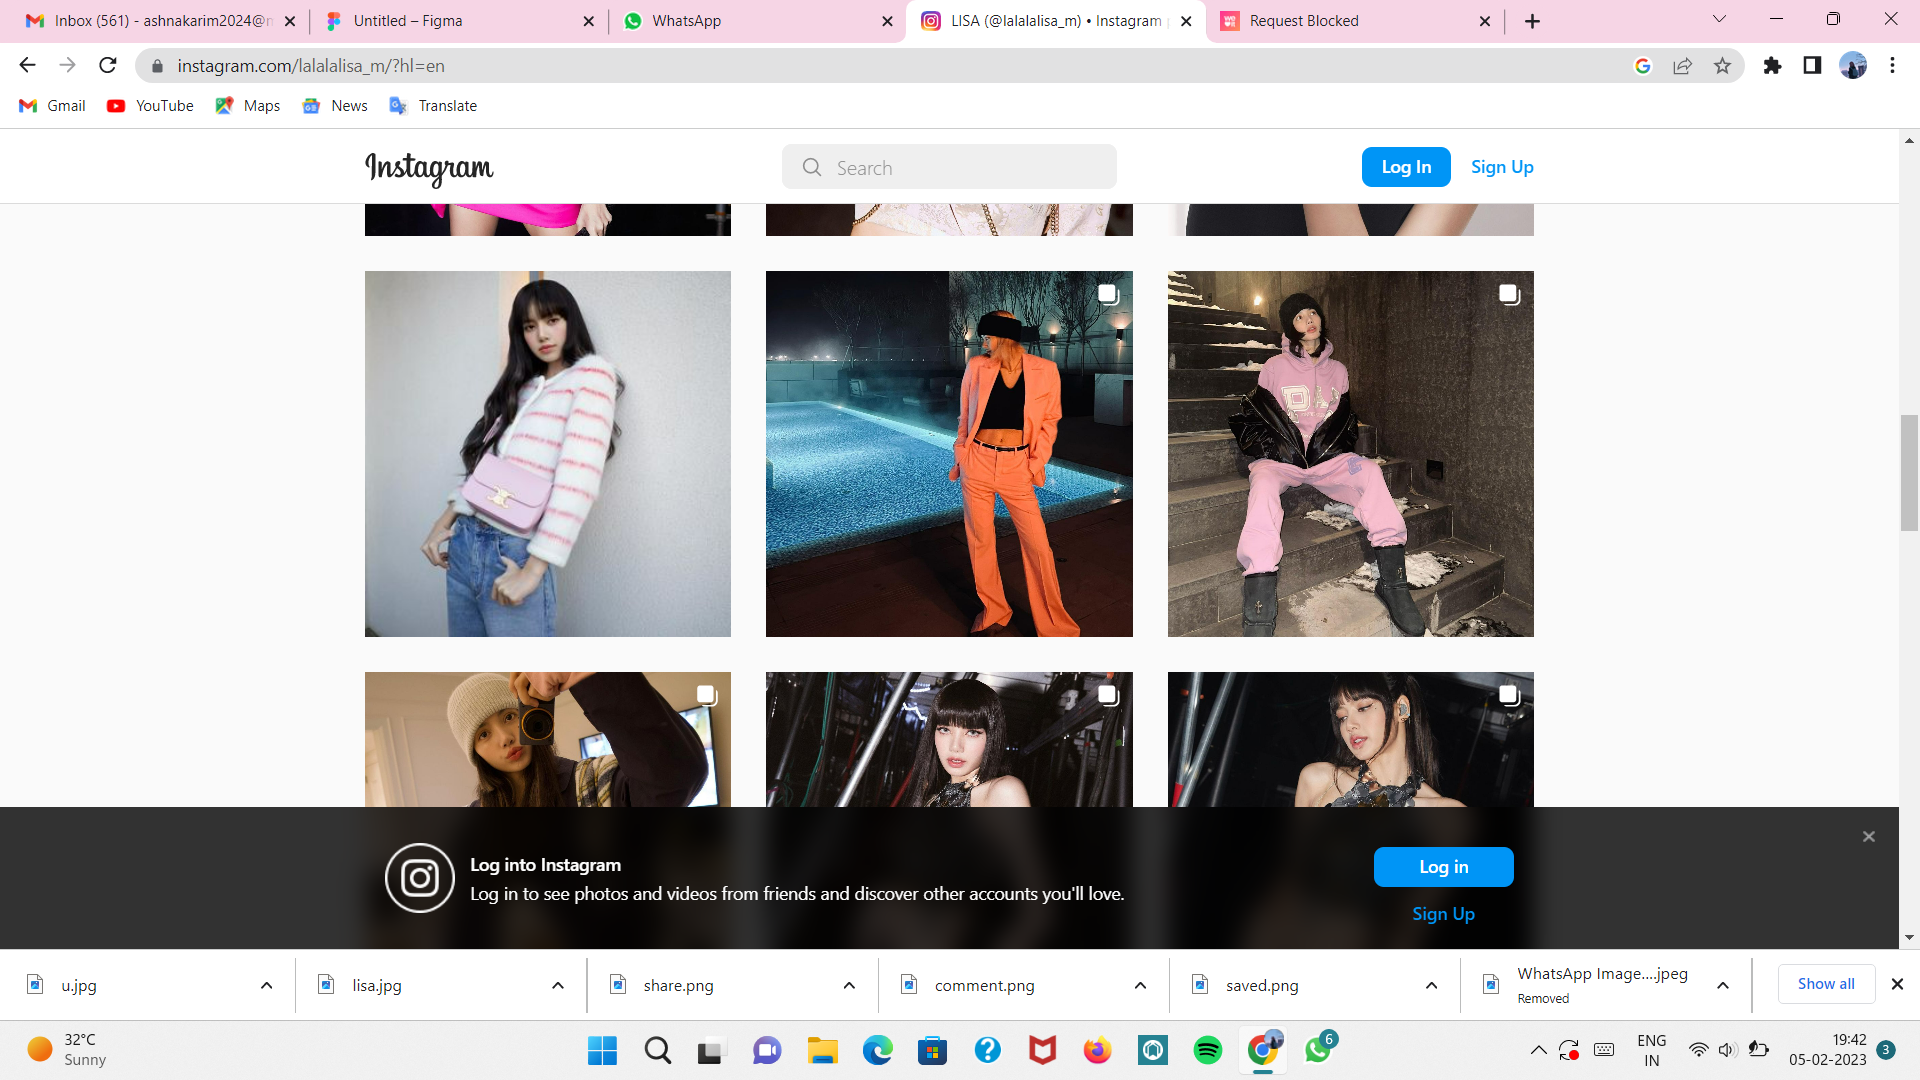 Inbox (561) - ashnakarim2024@n
Untitled – Figma
WhatsApp
LISA (@lalalalisa_m) • Instagram p
Request Blocked
instagram.com/lalalalisa_m/?hl=en
Gmail
YouTube
Maps
News
Translate
Instagram
Search
Log In
Sign Up
Log into Instagram
Log in to see photos and videos from friends and discover other accounts you'll love.
Log in
Sign Up
u.jpg
lisa.jpg
share.png
comment.png
saved.png
WhatsApp Image....jpeg
Removed
Show all
32°C
Sunny
6
ENG
IN
19:42
05-02-2023
3